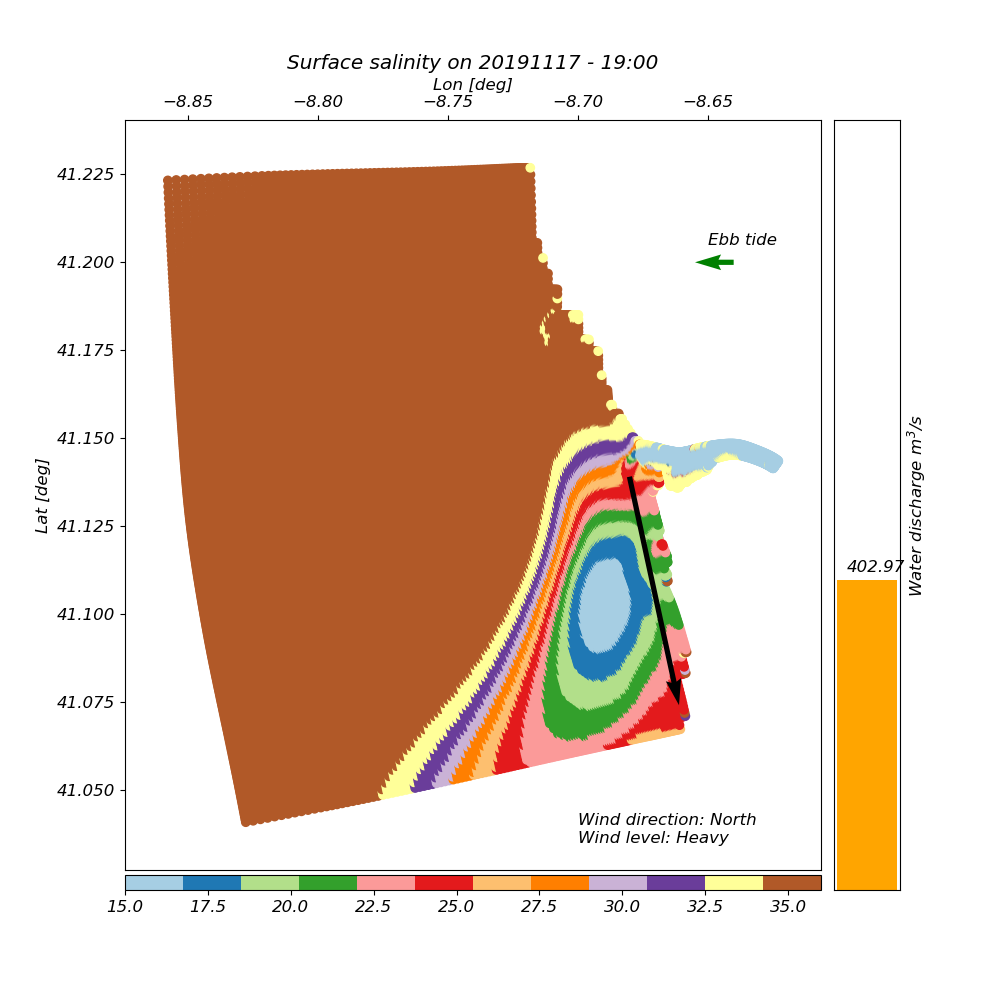 Surface salinity on 20191117 - 19:00
Lon [deg]
−8.85 −8.80 −8.75 −8.70 −8.65
41.225
41.200
41.175
41.150
41.125
41.100
41.075
41.050
Lat [deg]
Ebb tide
Wind direction: North
Wind level: Heavy
402.97
Water discharge m³/s
15.0 17.5 20.0 22.5 25.0 27.5 30.0 32.5 35.0